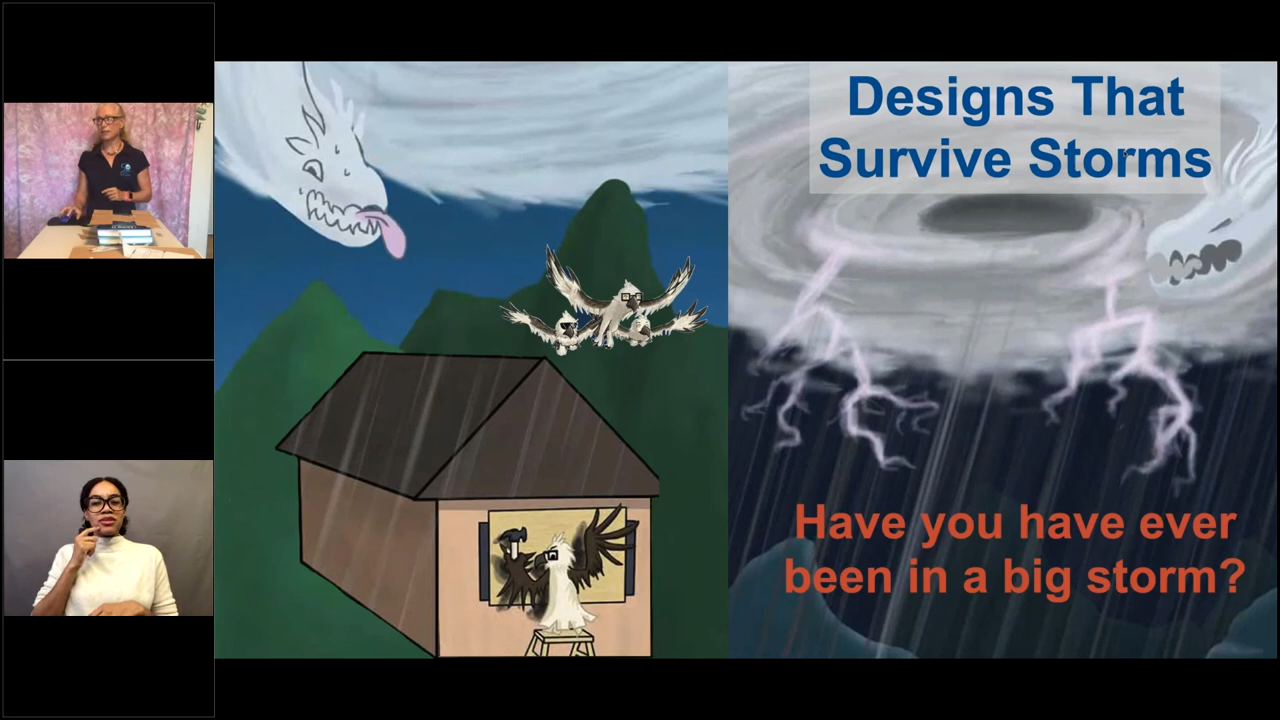 Designs That
Survive Storms
Have you have ever
been in a big storm?